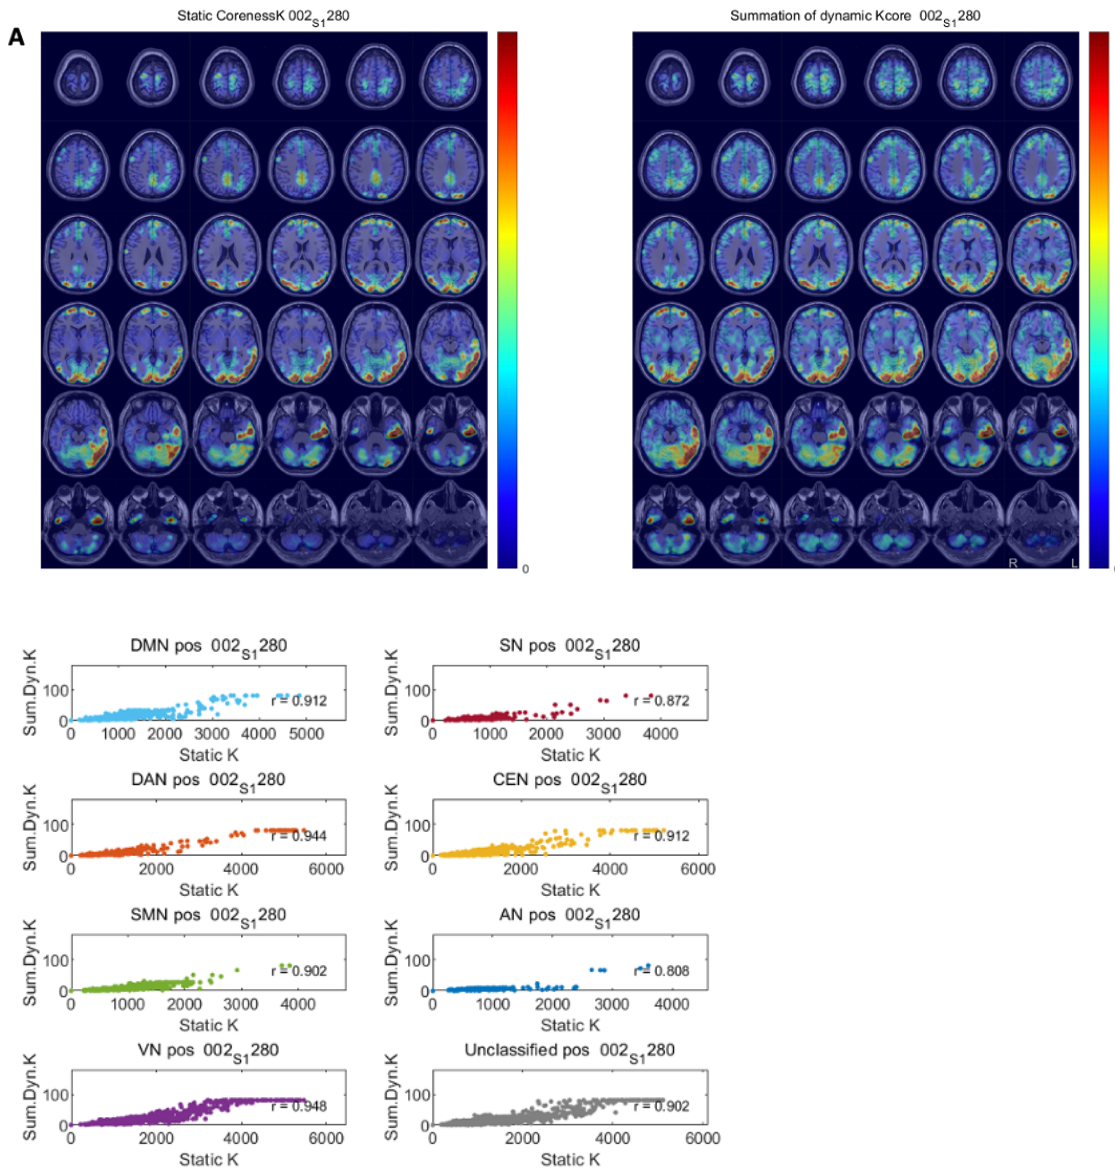 A
Static CorenessK 002S1280
Summation of dynamic Kcore 002S1280
0
R L
DMN pos 002S1280
Sum.Dyn.K
100
0
r = 0.912
0 1000 2000 3000 4000 5000
Static K
SN pos 002S1280
Sum.Dyn.K
100
0
r = 0.872
0 1000 2000 3000 4000
Static K
DAN pos 002S1280
Sum.Dyn.K
100
0
r = 0.944
0 2000 4000 6000
Static K
CEN pos 002S1280
Sum.Dyn.K
100
0
r = 0.912
0 2000 4000 6000
Static K
SMN pos 002S1280
Sum.Dyn.K
100
0
r = 0.902
0 1000 2000 3000 4000
Static K
AN pos 002S1280
Sum.Dyn.K
100
0
r = 0.808
0 1000 2000 3000 4000
Static K
VN pos 002S1280
Sum.Dyn.K
100
0
r = 0.948
0 2000 4000 6000
Static K
Unclassified pos 002S1280
Sum.Dyn.K
100
0
r = 0.902
0 2000 4000 6000
Static K